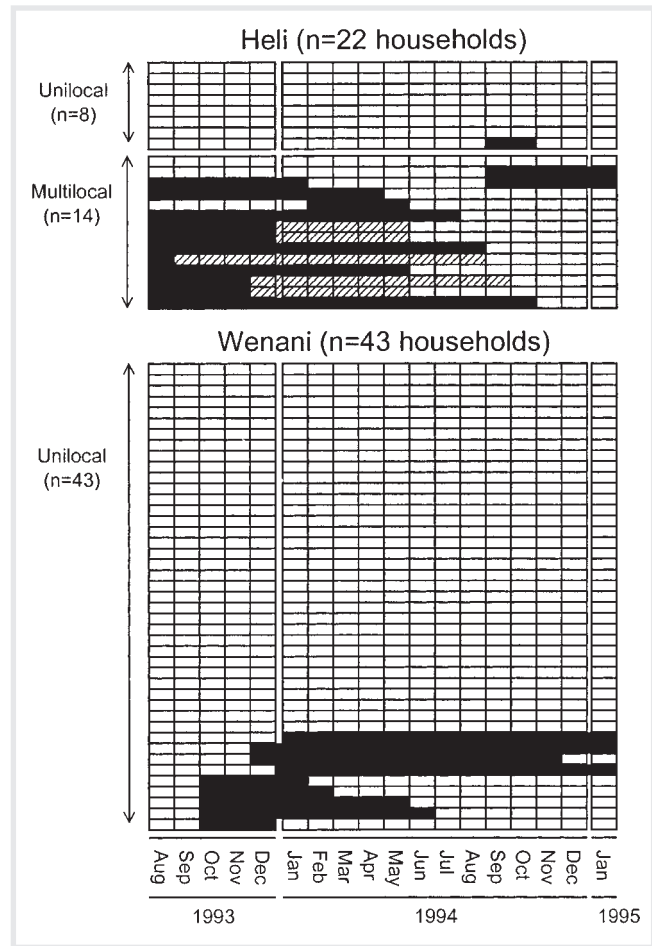 Heli (n=22 households)
Unilocal
(n=8)
Multilocal
(n=14)
Wenani (n=43 households)
Unilocal
(n=43)
Aug
Sep
Oct
Nov
Dec
Jan
Feb
Mar
Apr
May
Jun
Jul
Aug
Sep
Oct
Nov
Dec
Jan
1993
1994
1995